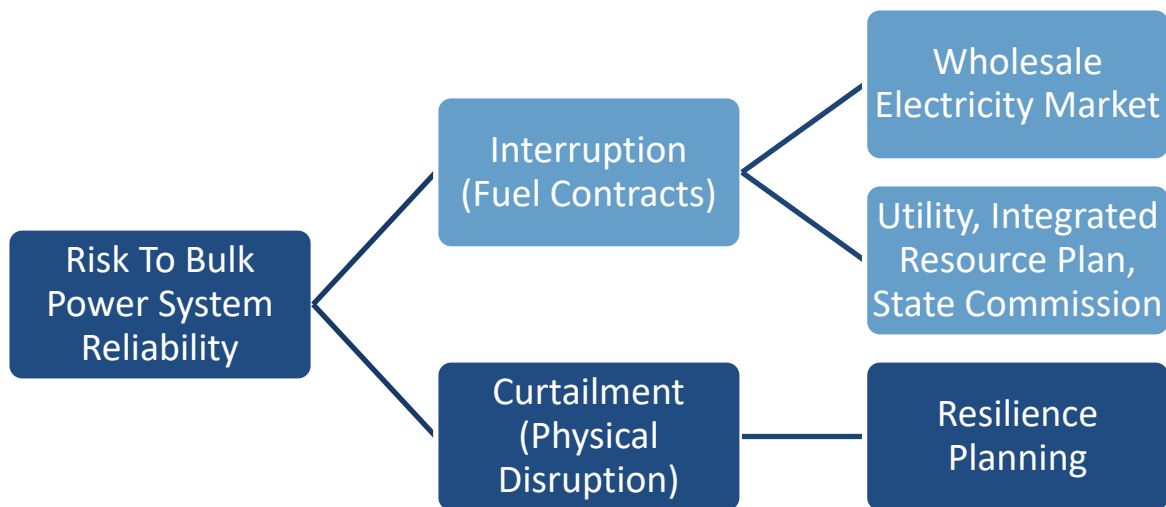 Risk To Bulk
Power System
Reliability
Interruption
(Fuel Contracts)
Wholesale
Electricity Market
Utility, Integrated
Resource Plan,
State Commission
Curtailment
(Physical
Disruption)
Resilience
Planning